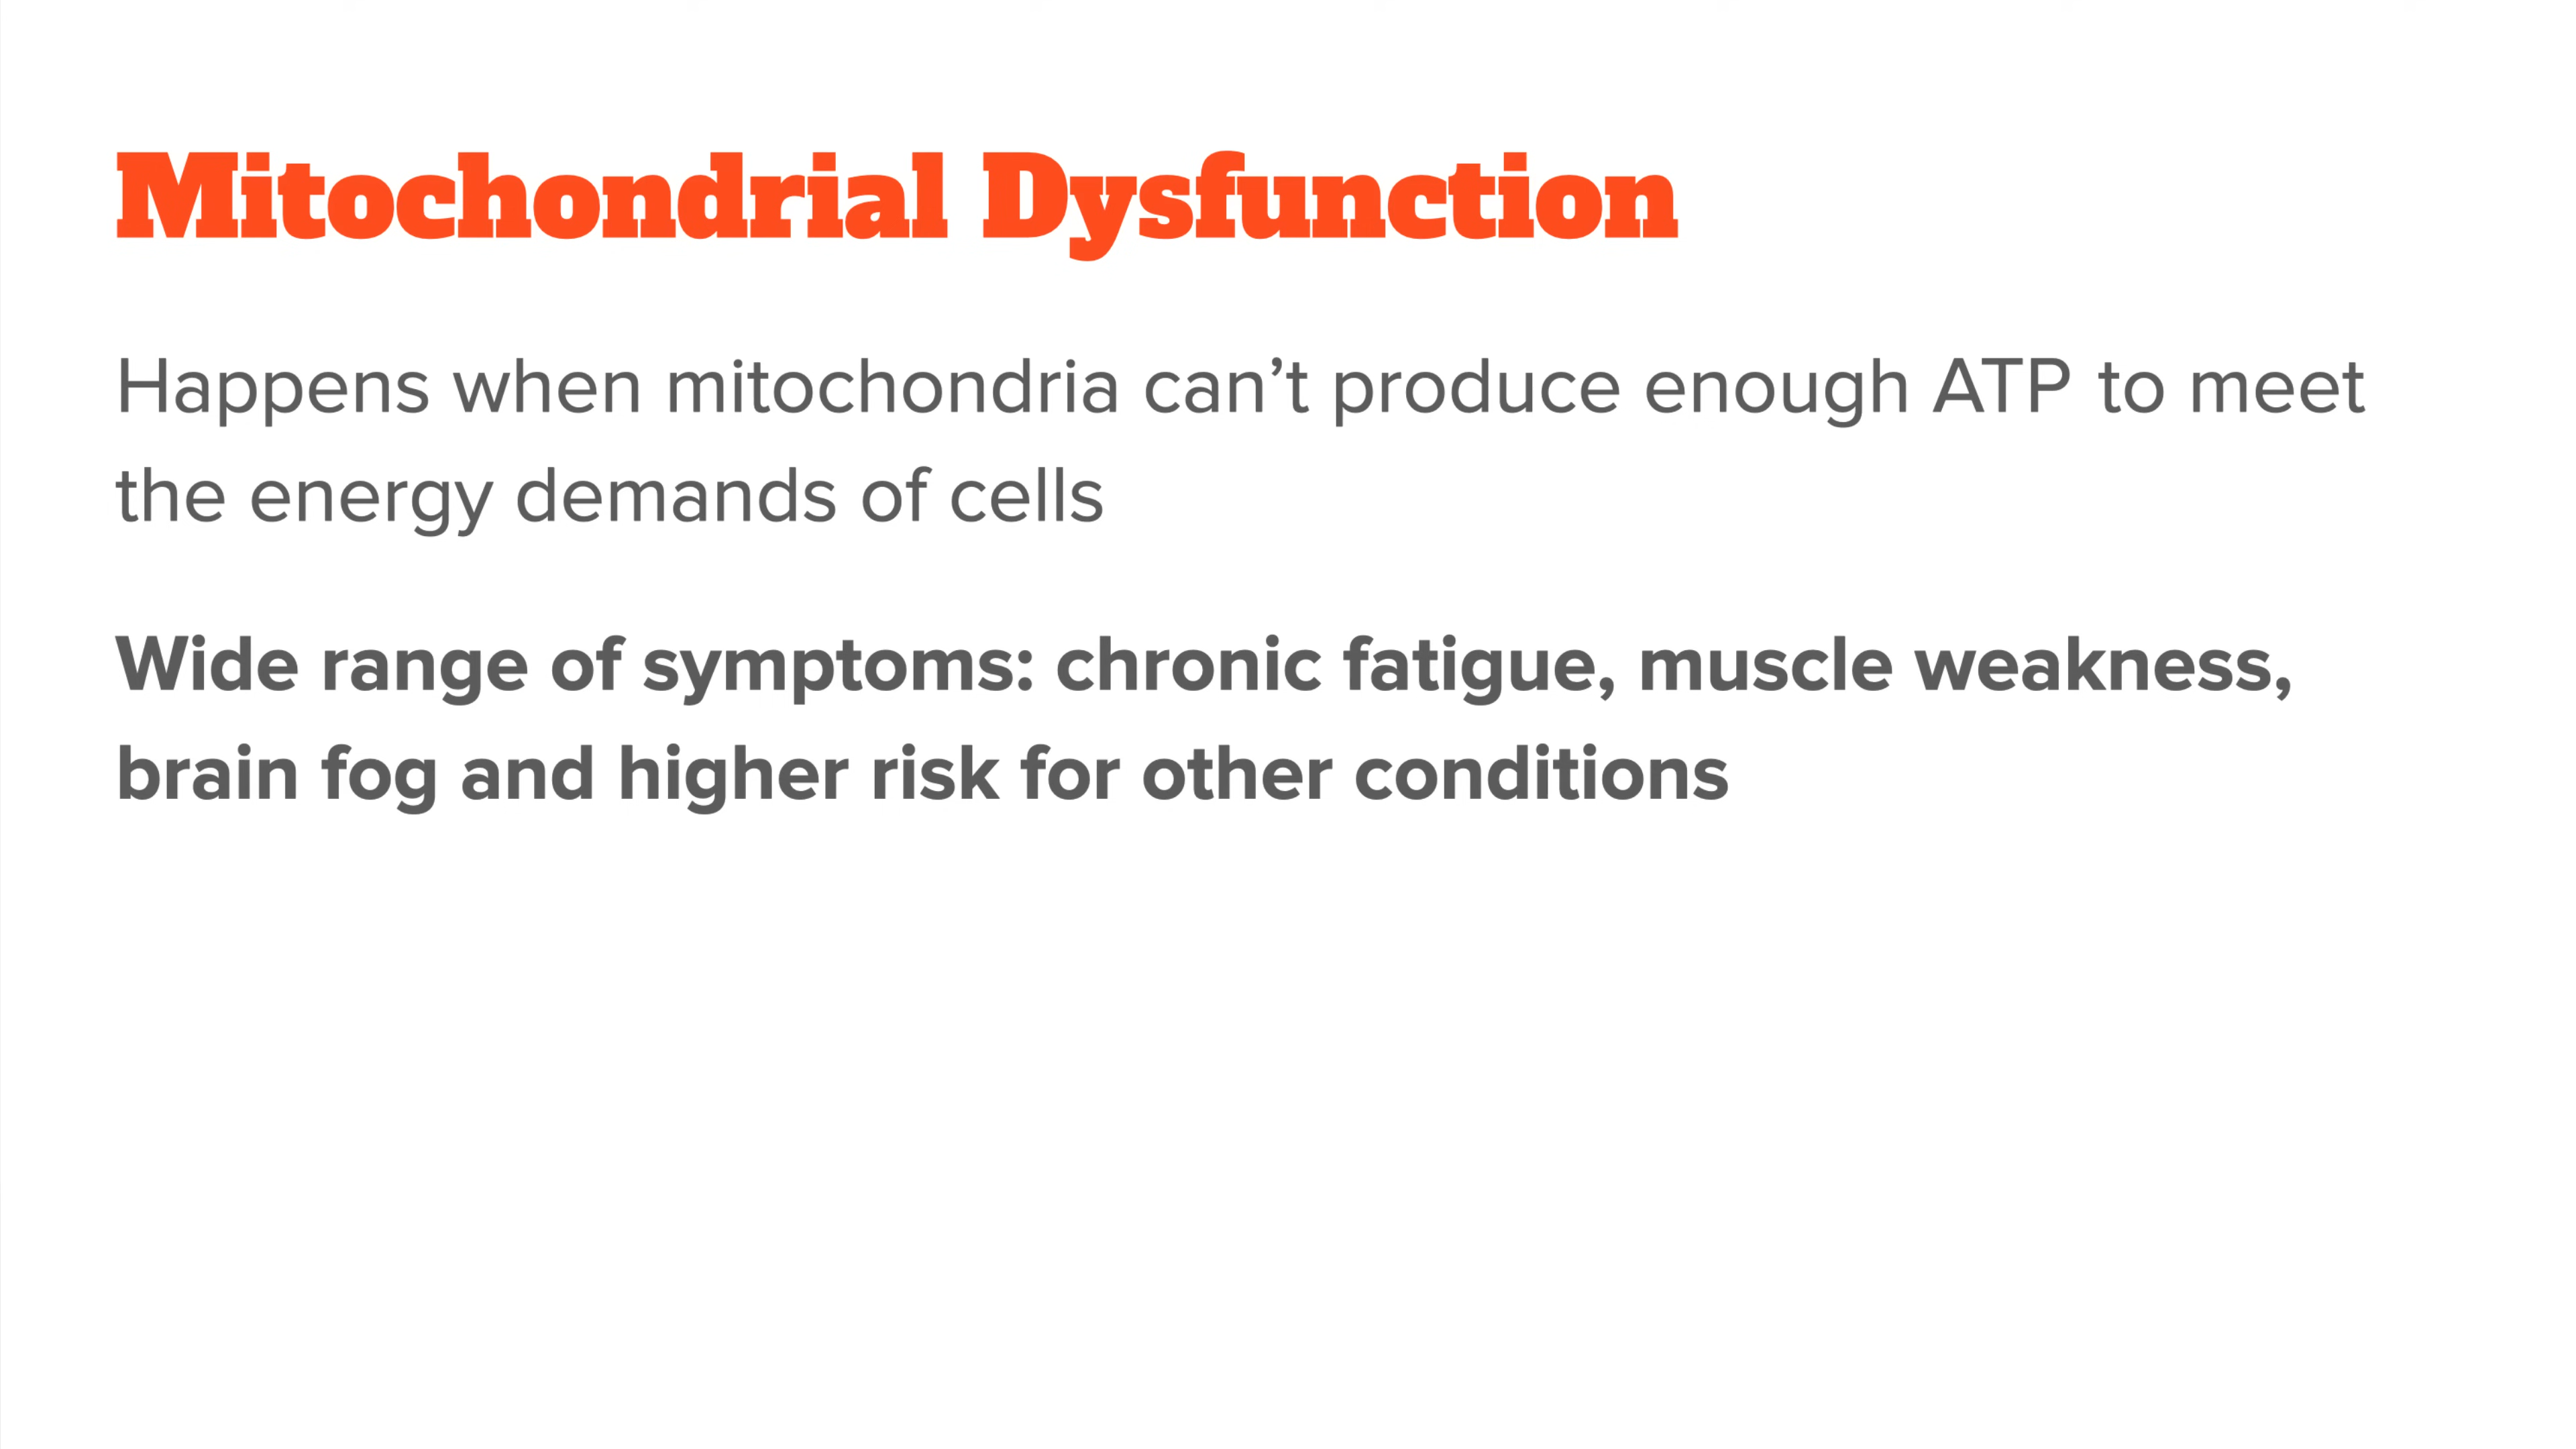 Mitochondrial Dysfunction
Happens when mitochondria can’t produce enough ATP to meet
the energy demands of cells
Wide range of symptoms: chronic fatigue, muscle weakness,
brain fog and higher risk for other conditions